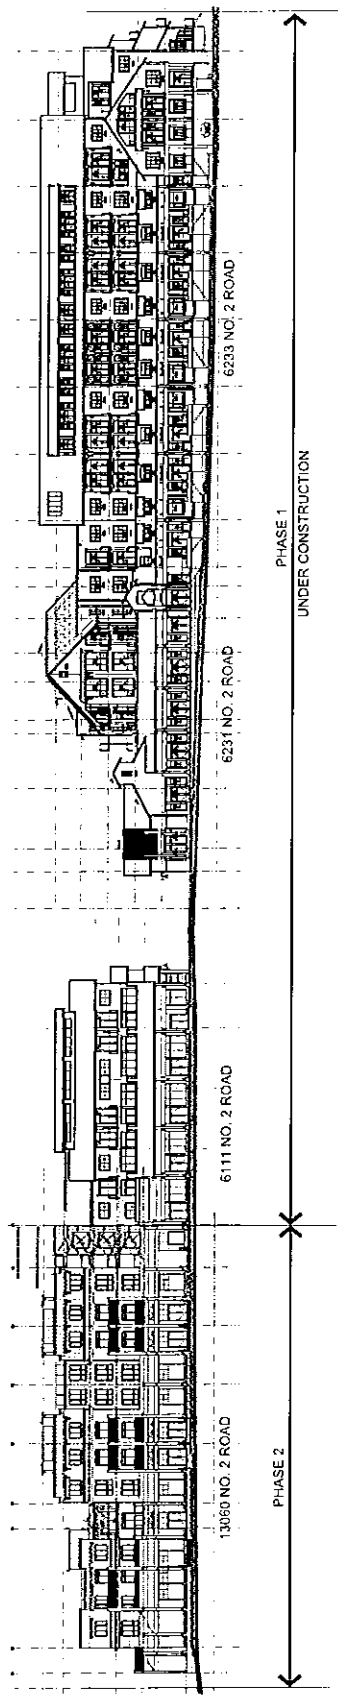 13060 NO. 2 ROAD
6111 NO. 2 ROAD
6231 NO. 2 ROAD
6233 NO. 2 ROAD
PHASE 2
PHASE 1
UNDER CONSTRUCTION